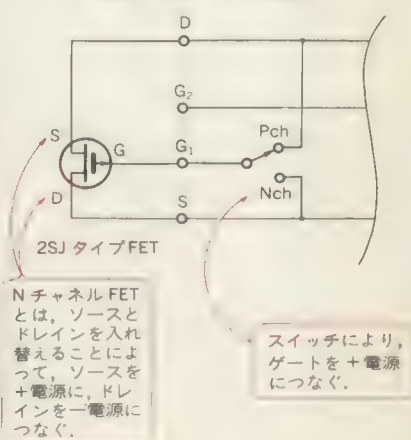 D
G₂
Pch
S
G
G₁
D
S
Nch
2SJ タイプFET
Nチャネル FET
とは，ソースと
ドレインを入れ
替えることによ
って，ソースを
＋電源に，ドレ
インを－電源に
つなぐ．
スイッチにより，
ゲートを＋電源
につなぐ．